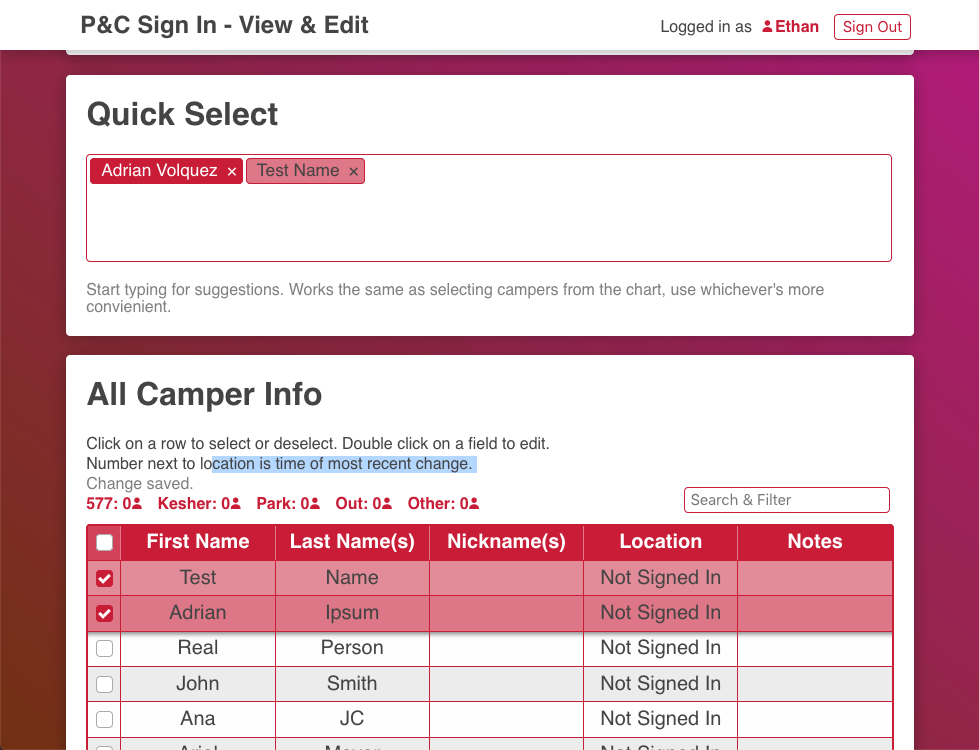 P&C Sign In - View & Edit
Logged in as Ethan
Sign Out
Quick Select
Adrian Volquez × Test Name ×
Start typing for suggestions. Works the same as selecting campers from the chart, use whichever's more
convienient.
All Camper Info
Click on a row to select or deselect. Double click on a field to edit.
Number next to location is time of most recent change.
Change saved.
577: 0 Kesher: 0 Park: 0 Out: 0 Other: 0
Search & Filter
First Name Last Name(s) Nickname(s) Location Notes
Test Name Not Signed In
Adrian Ipsum Not Signed In
Real Person Not Signed In
John Smith Not Signed In
Ana JC Not Signed In